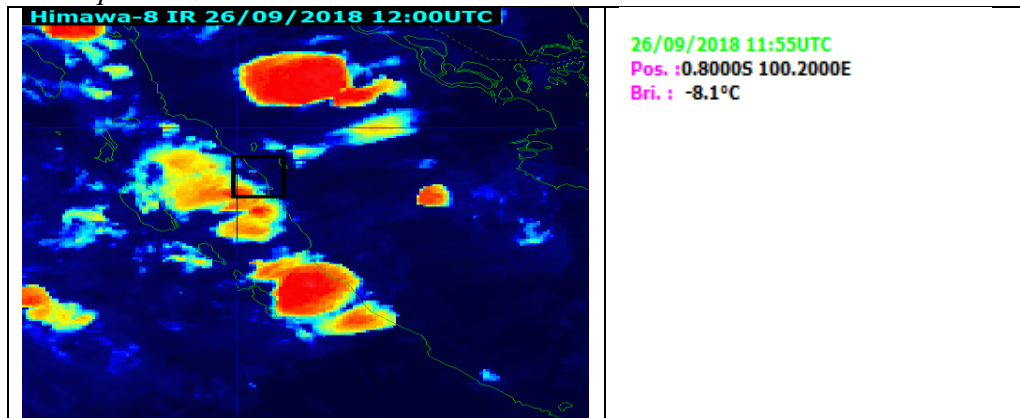 Himawa-8 IR 26/09/2018 12:00UTC
26/09/2018 11:55UTC
Pos. :0.8000S 100.2000E
Bri. : -8.1°C